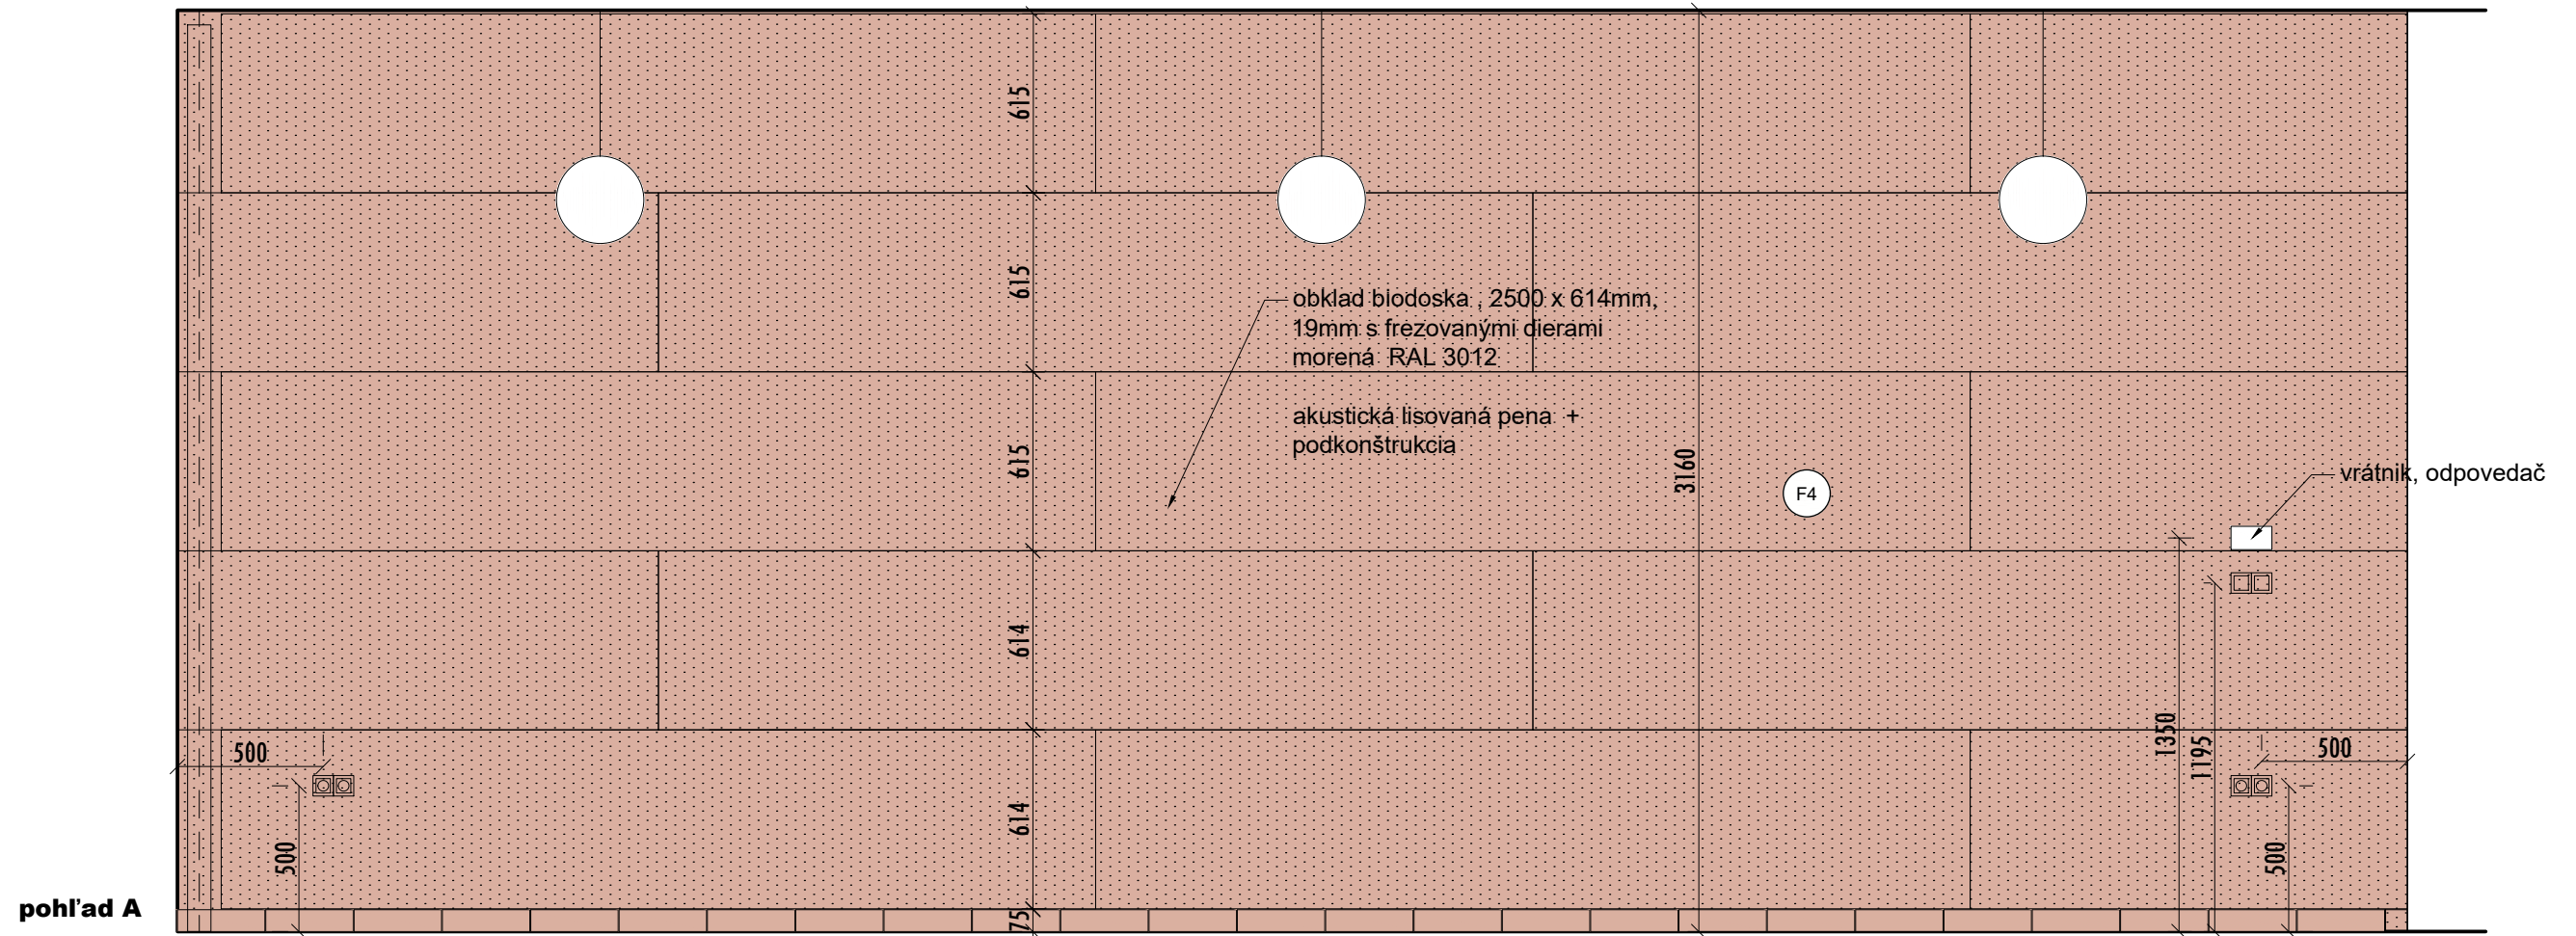 615
615
obklad biodoska , 2500 x 614mm,
19mm s frezovanými dierami
morená RAL 3012
akustická lisovaná pena +
podkonštrukcia
615
3160
F4
vrátnik, odpovedač
614
1350
1195
500
500
614
500
500
pohľad A
75